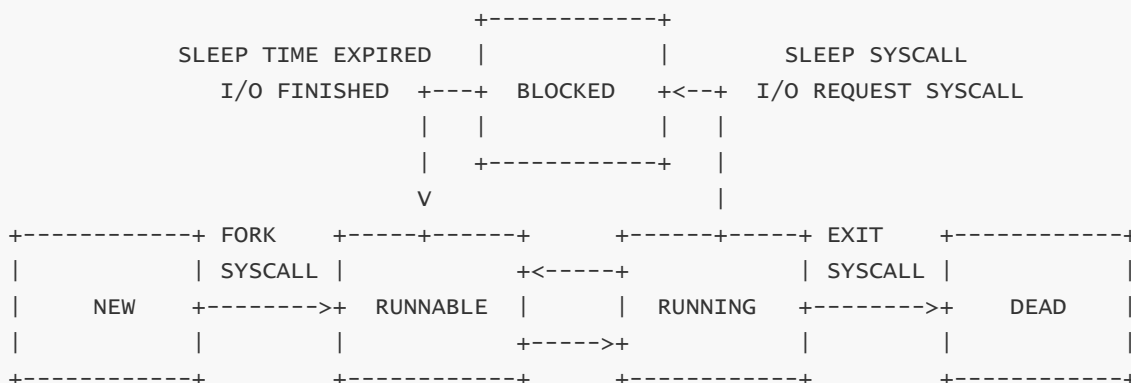 SLEEP TIME EXPIRED SLEEP SYSCALL
I/O FINISHED BLOCKED I/O REQUEST SYSCALL
V
FORK EXIT
SYSCALL SYSCALL
NEW RUNNABLE RUNNING DEAD